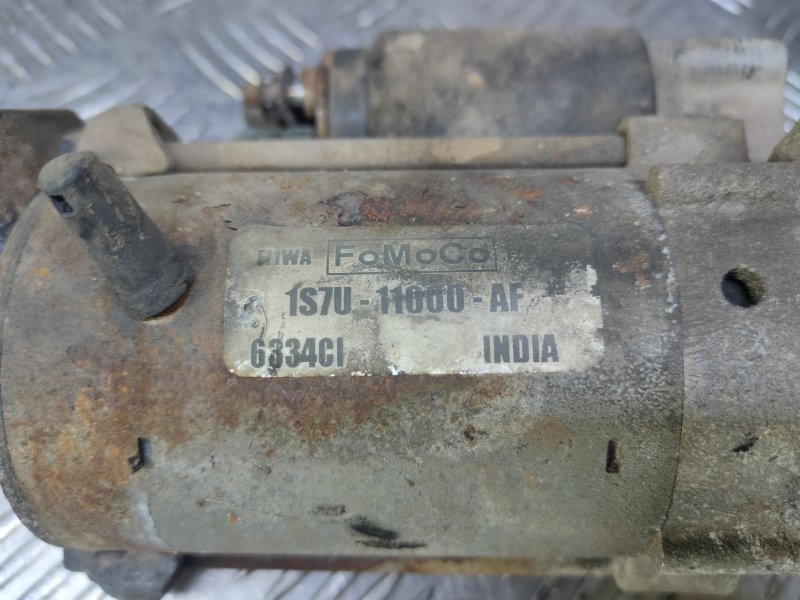 FoMoCo
1S7U - 11000 - AF
6334CI INDIA